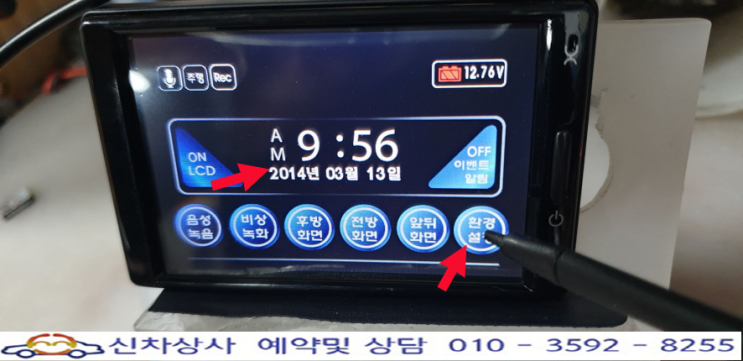 주행 Rec 12.76V
ON LCD
AM 9:56
2014년 03월 13일
OFF 이벤트 알림
음성 녹음
비상 녹화
후방 화면
전방 화면
앞뒤 화면
환경 설정
신차상사 예약및 상담 010 - 3592 - 8255